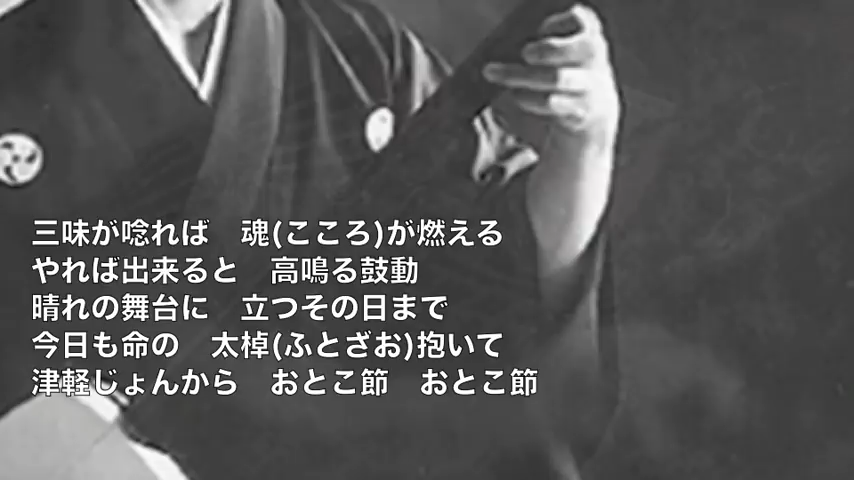 三味が唸れば　魂(こころ)が燃える
やれば出来ると　高鳴る鼓動
晴れの舞台に　立つその日まで
今日も命の　太棹(ふとざお)抱いて
津軽じょんから　おとこ節　おとこ節